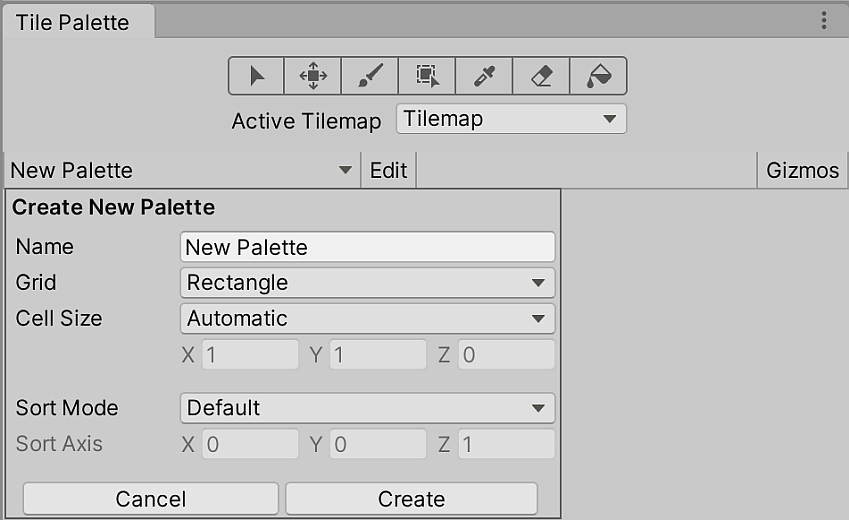 Tile Palette
Active Tilemap Tilemap
New Palette Edit Gizmos
Create New Palette
Name New Palette
Grid Rectangle
Cell Size Automatic
X 1 Y 1 Z 0
Sort Mode Default
Sort Axis X 0 Y 0 Z 1
Cancel Create